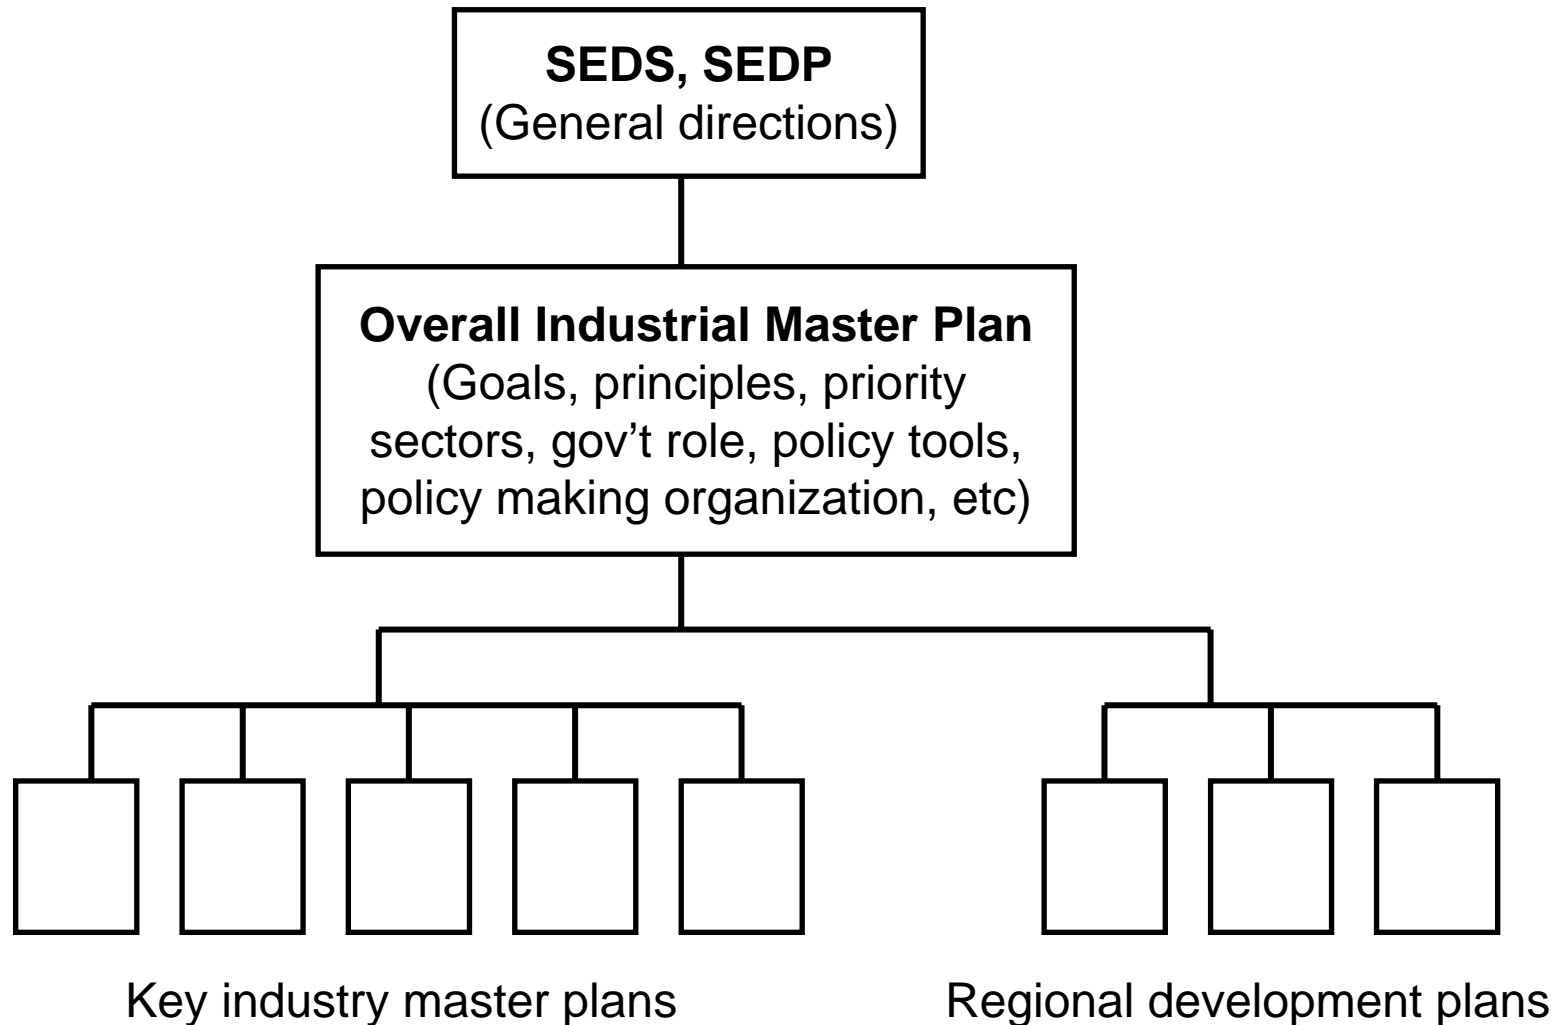 SEDS, SEDP
(General directions)
Overall Industrial Master Plan
(Goals, principles, priority
sectors, gov’t role, policy tools,
policy making organization, etc)
Key industry master plans
Regional development plans